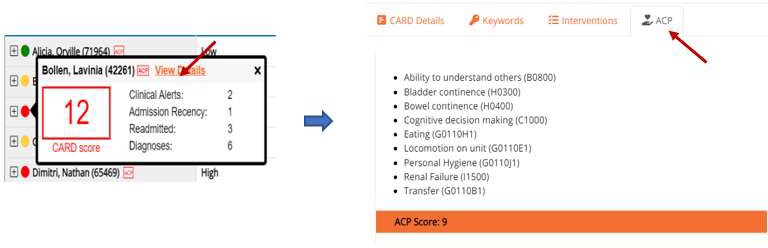 Alicia, Orville (71964) ACP Low
Bollen, Lavinia (42261) ACP View Details X
12
CARD score
Clinical Alerts: 2
Admission Recency: 1
Readmitted: 3
Diagnoses: 6
Dimitri, Nathan (65469) ACP High
CARD Details Keywords Interventions ACP
Ability to understand others (B0800)
Bladder continence (H0300)
Bowel continence (H0400)
Cognitive decision making (C1000)
Eating (G0110H1)
Locomotion on unit (G0110E1)
Personal Hygiene (G0110J1)
Renal Failure (I1500)
Transfer (G0110B1)
ACP Score: 9